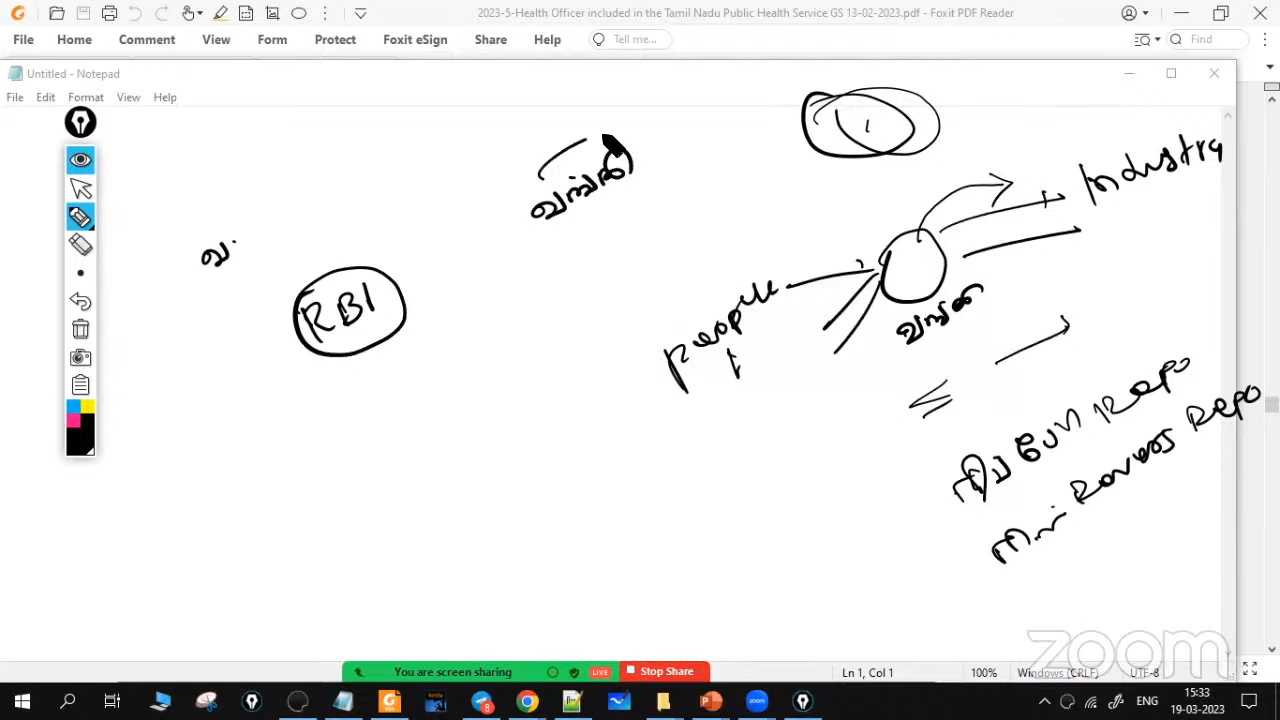 2023-5-Health Officer included in the Tamil Nadu Public Health Service GS 13-02-2023.pdf - Foxit PDF Reader
File Home Comment View Form Protect Foxit eSign Share Help Tell me... Find
Untitled - Notepad
File Edit Format View Help
Industry
RBI
people
Repo
Repo
zoom
You are screen sharing LIVE Stop Share
Ln 1, Col 1 100% Windows (CRLF) UTF-8
ENG 15:33
19-03-2023